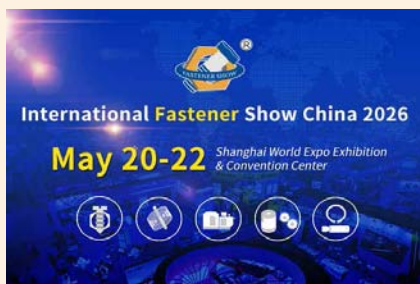 ®
FASTENER SHOW
International Fastener Show China 2026
May 20-22
Shanghai World Expo Exhibition
& Convention Center